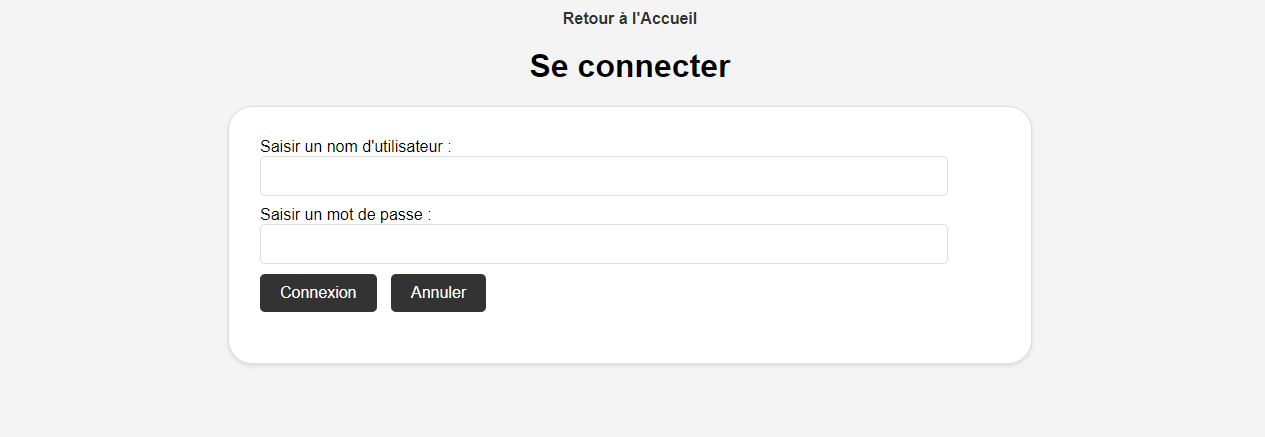 Retour à l'Accueil
Se connecter
Saisir un nom d'utilisateur :
Saisir un mot de passe :
Connexion Annuler